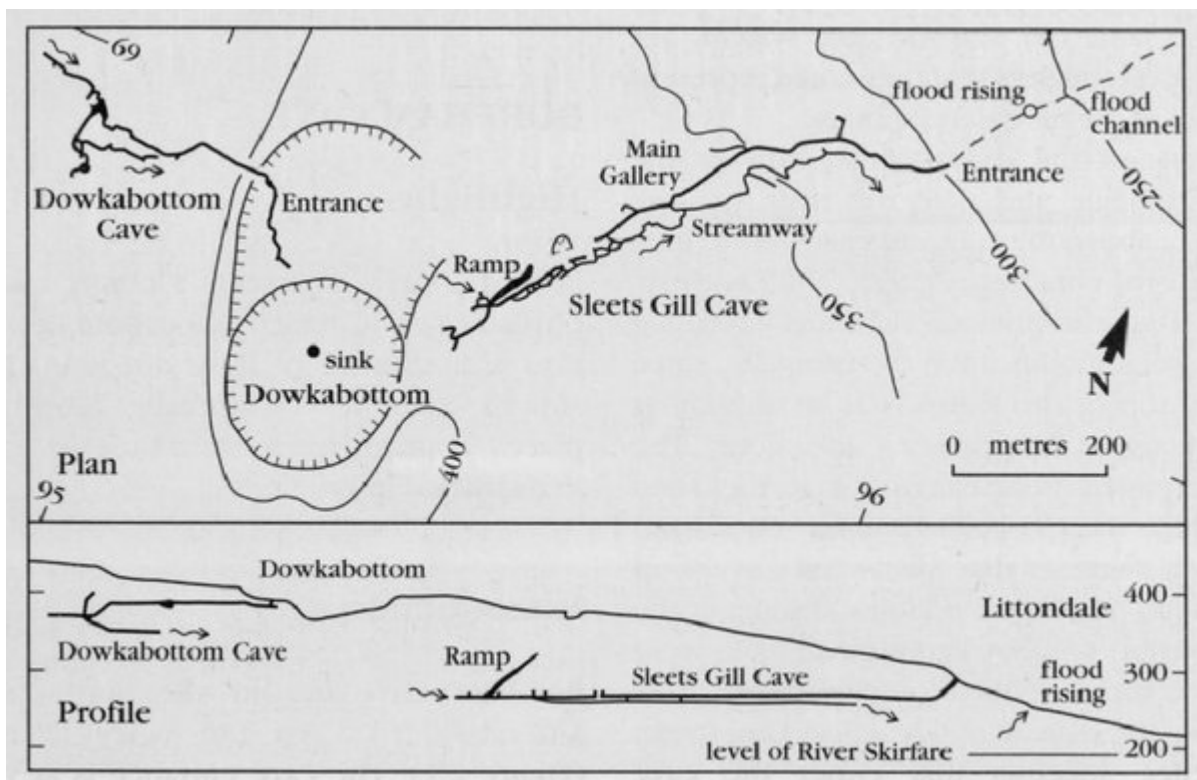 69
flood rising
flood
channel
Main
Gallery
Entrance
250
Dowkabottom
Cave
Entrance
Streamway
300
Ramp
Sleets Gill Cave
350
sink
Dowkabottom
N
0 metres 200
400
Plan
95
96
Dowkabottom
Littondale
400
Dowkabottom Cave
Ramp
Sleets Gill Cave
flood
rising
300
Profile
level of River Skirfare
200